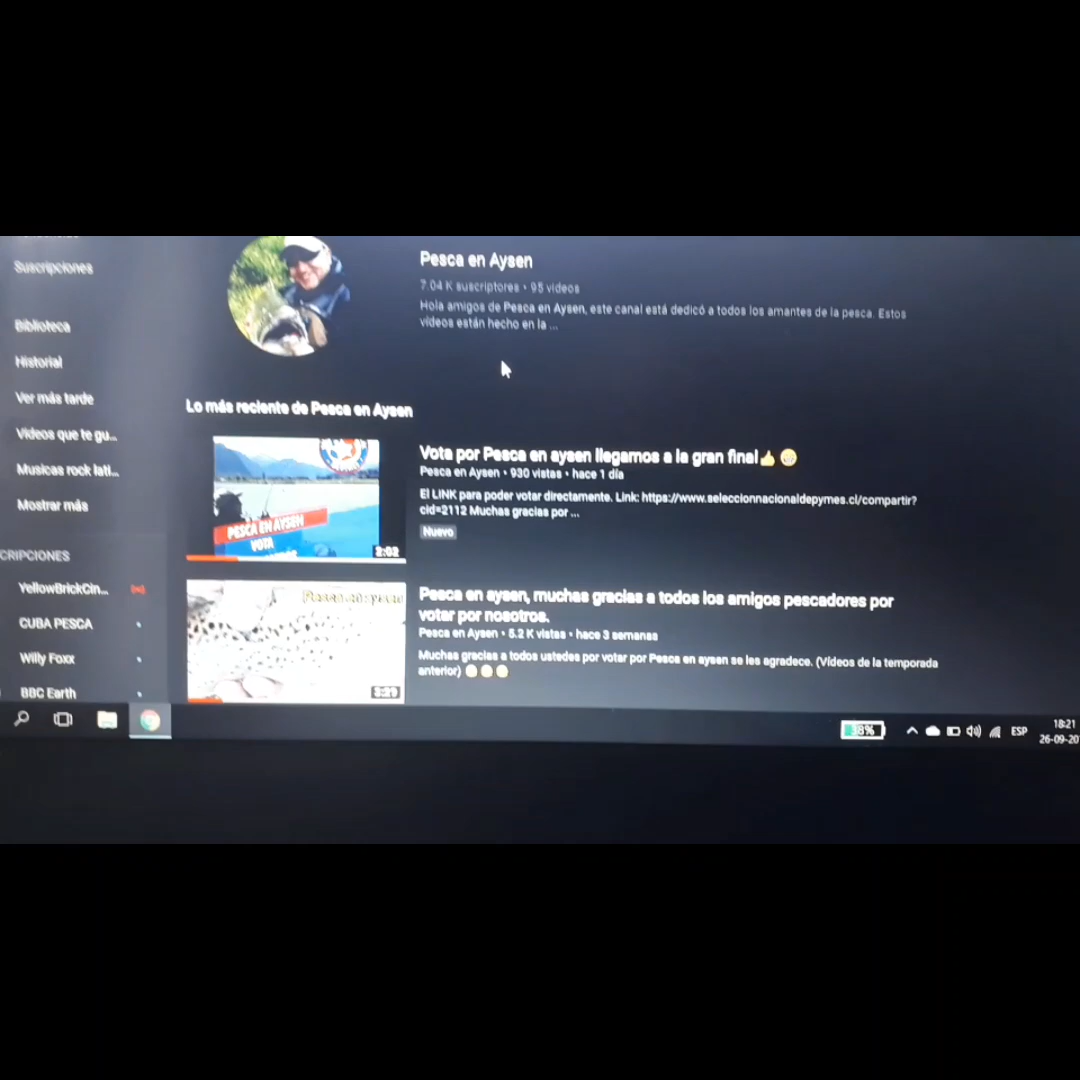 Suscripciones
Biblioteca
Historial
Ver más tarde
Videos que te gu...
Musicas rock lati...
Mostrar más
CRIPCIONES
YellowBrickCin...
CUBA PESCA
Willy Foxx
BBC Earth
Pesca en Aysen
7.04 K suscriptores • 95 videos
Hola amigos de Pesca en Aysen, este canal está dedicó a todos los amantes de la pesca. Estos
vídeos están hecho en la ...
Lo más reciente de Pesca en Aysen
PESCA EN AYSEN
VOTA
2:02
Vota por Pesca en aysen llegamos a la gran final👍😀
Pesca en Aysen • 930 vistas • hace 1 día
El LINK para poder votar directamente. Link: https://www.seleccionnacionaldepymes.cl/compartir?
cid=2112 Muchas gracias por ...
Nuevo
3:29
Pesca en aysen, muchas gracias a todos los amigos pescadores por
votar por nosotros.
Pesca en Aysen • 5.2 K vistas • hace 3 semanas
Muchas gracias a todos ustedes por votar por Pesca en aysen se les agradece. (Vídeos de la temporada
anterior) 😀😀😀
38%
ESP
18:21
26-09-20